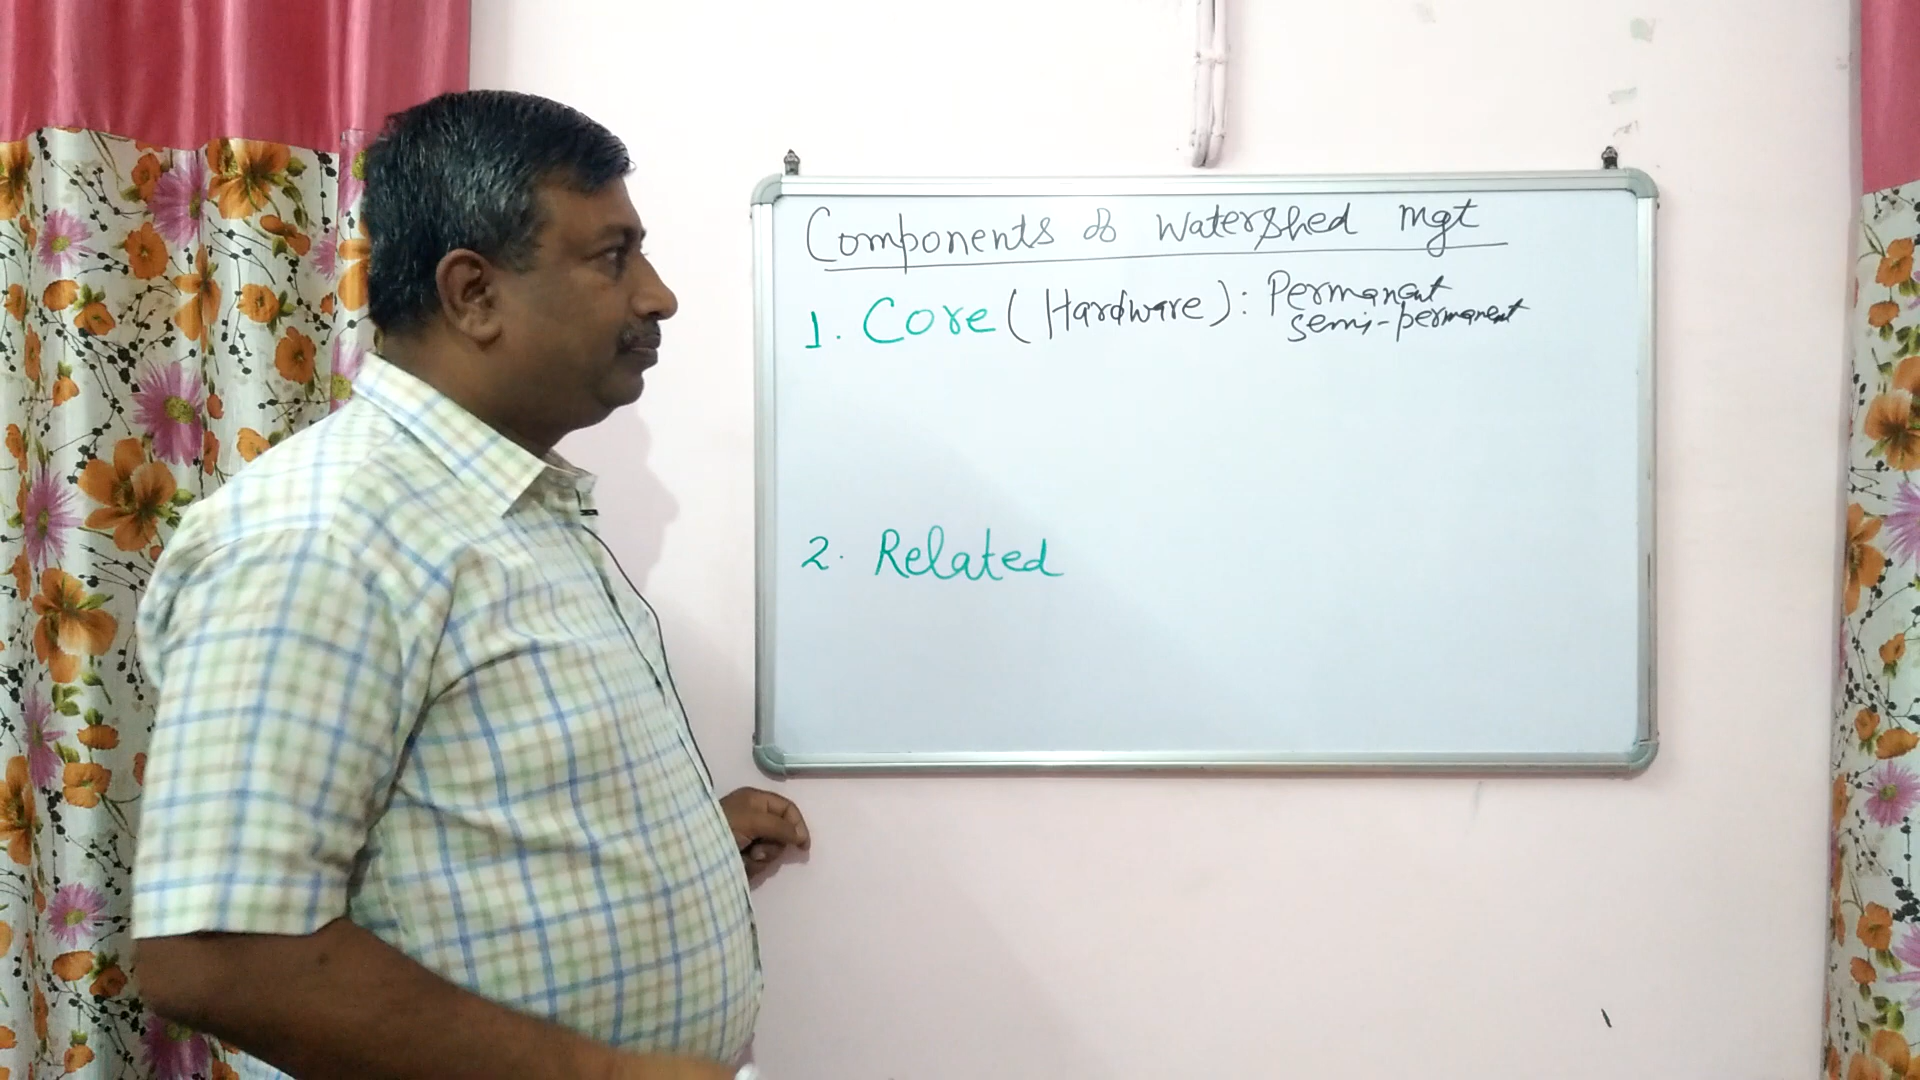 Components of Watershed Mgt
1. Core (Hardware): Permanent
semi-permanent
2. Related